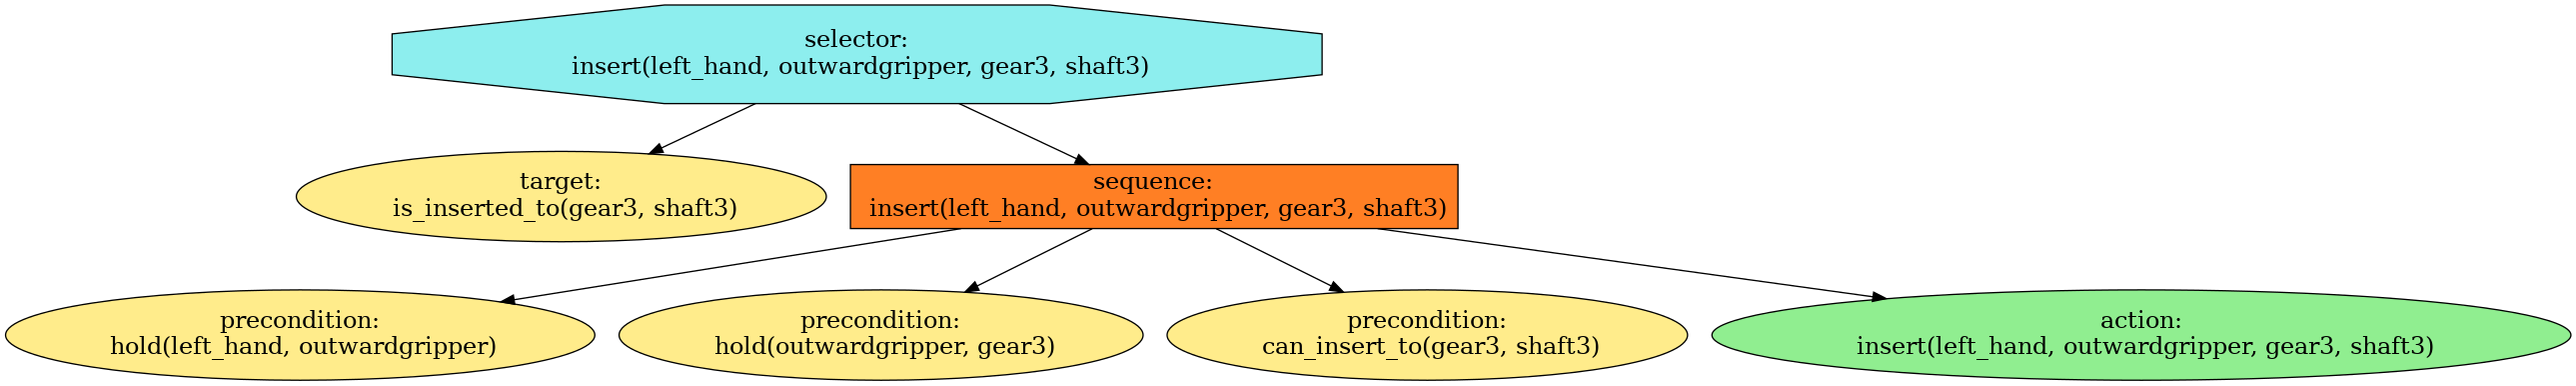 selector:
insert(left_hand, outwardgripper, gear3, shaft3)
target:
is_inserted_to(gear3, shaft3)
sequence:
insert(left_hand, outwardgripper, gear3, shaft3)
precondition:
hold(left_hand, outwardgripper)
precondition:
hold(outwardgripper, gear3)
precondition:
can_insert_to(gear3, shaft3)
action:
insert(left_hand, outwardgripper, gear3, shaft3)